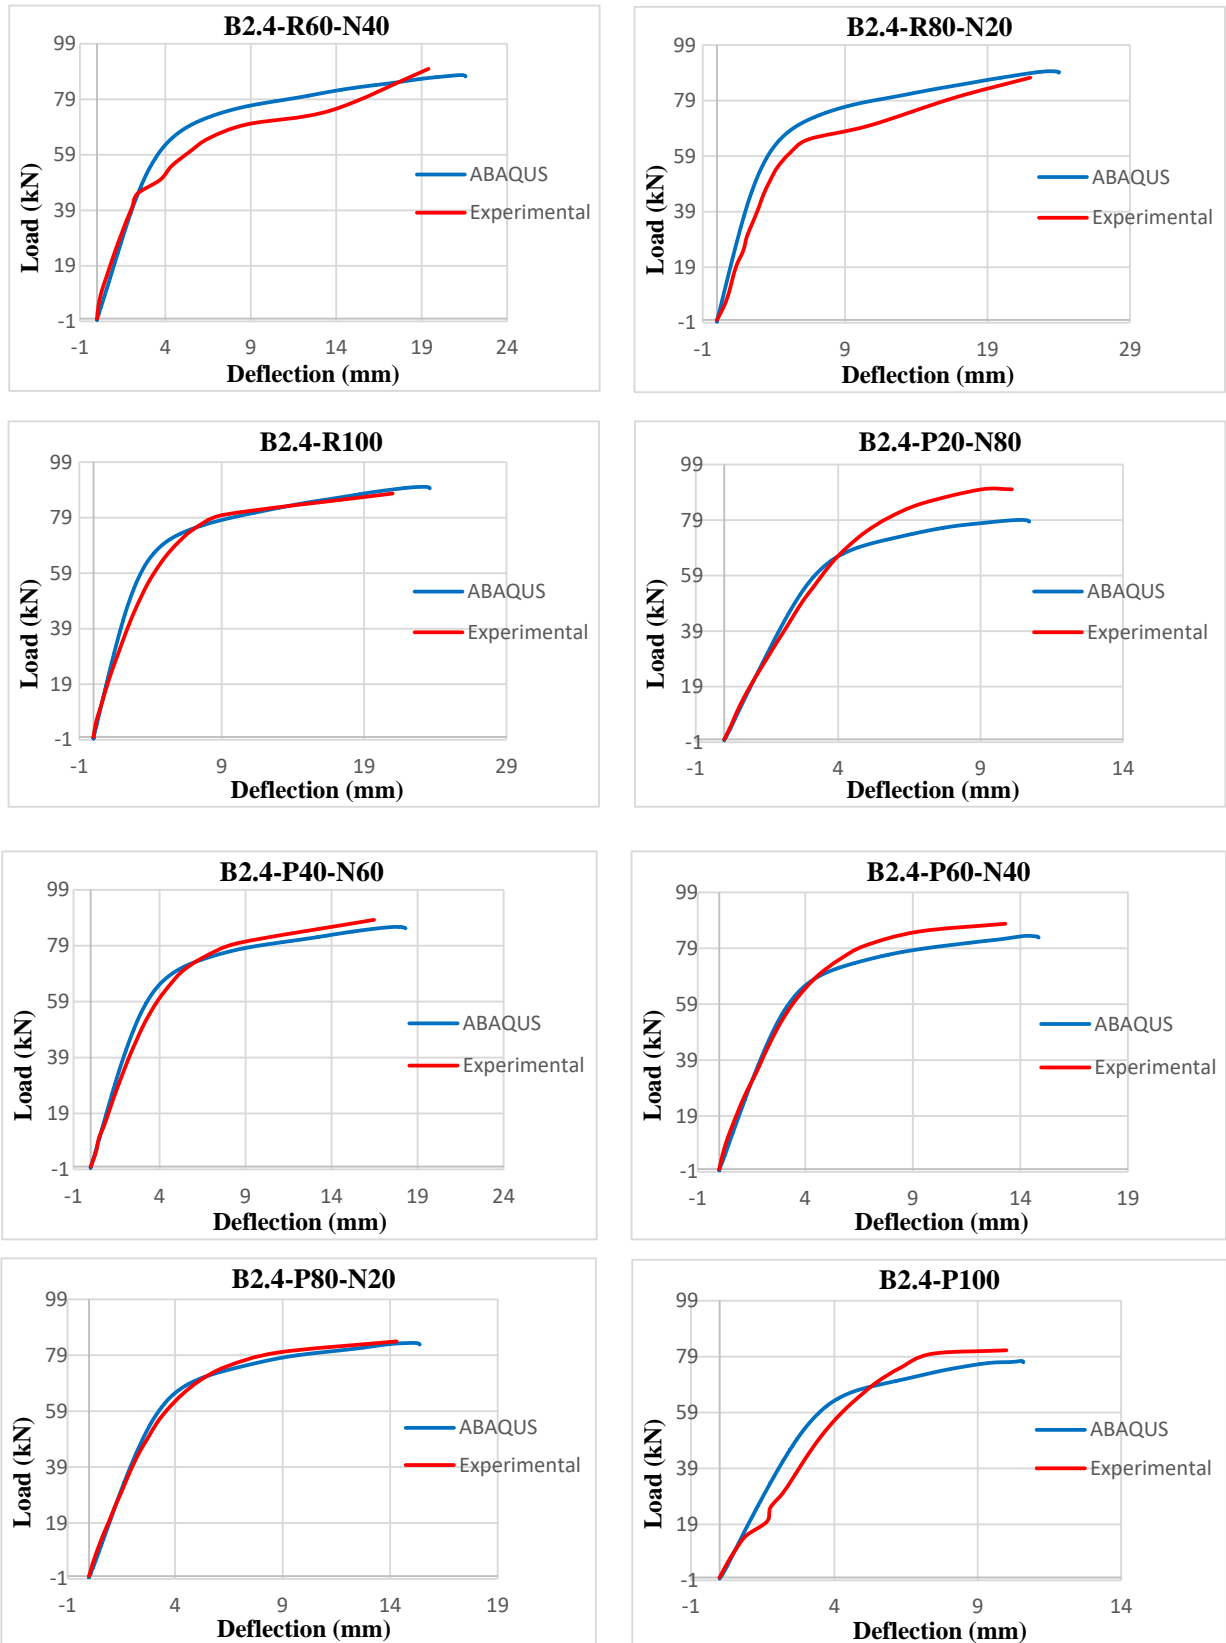 B2.4-R60-N40
99
79
59
39
19
-1
-1 4 9 14 19 24
Load (kN)
Deflection (mm)
ABAQUS
Experimental
B2.4-R80-N20
99
79
59
39
19
-1
-1 9 19 29
Load (kN)
Deflection (mm)
ABAQUS
Experimental
B2.4-R100
99
79
59
39
19
-1
-1 9 19 29
Load (kN)
Deflection (mm)
ABAQUS
Experimental
B2.4-P20-N80
99
79
59
39
19
-1
-1 4 9 14
Load (kN)
Deflection (mm)
ABAQUS
Experimental
B2.4-P40-N60
99
79
59
39
19
-1
-1 4 9 14 19 24
Load (kN)
Deflection (mm)
ABAQUS
Experimental
B2.4-P60-N40
99
79
59
39
19
-1
-1 4 9 14 19
Load (kN)
Deflection (mm)
ABAQUS
Experimental
B2.4-P80-N20
99
79
59
39
19
-1
-1 4 9 14 19
Load (kN)
Deflection (mm)
ABAQUS
Experimental
B2.4-P100
99
79
59
39
19
-1
-1 4 9 14
Load (kN)
Deflection (mm)
ABAQUS
Experimental